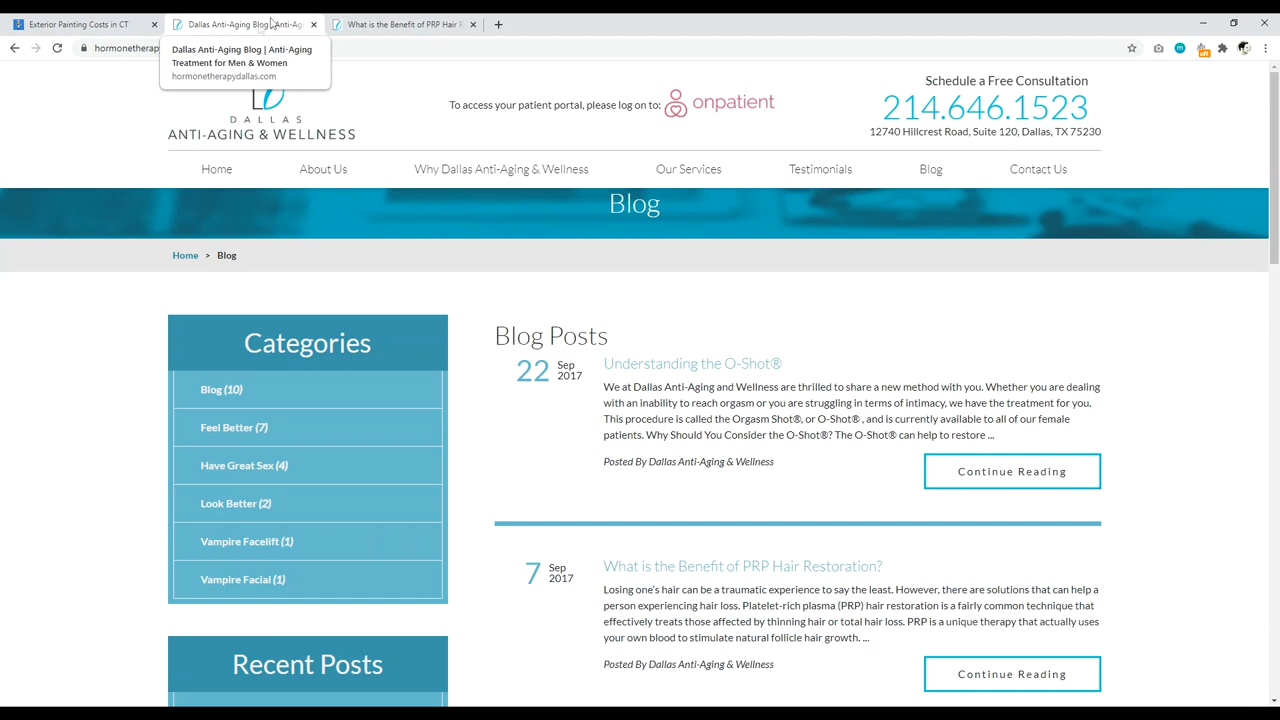 Exterior Painting Costs in CT
Dallas Anti-Aging Blog | Anti-Ag
What is the Benefit of PRP Hair R
hormonetherap
off
Dallas Anti-Aging Blog | Anti-Aging
Treatment for Men & Women
hormonetherapydallas.com
DALLAS
ANTI-AGING & WELLNESS
To access your patient portal, please log on to: onpatient
Schedule a Free Consultation
214.646.1523
12740 Hillcrest Road, Suite 120, Dallas, TX 75230
Home About Us Why Dallas Anti-Aging & Wellness Our Services Testimonials Blog Contact Us
Blog
Home > Blog
Categories
Blog (10)
Feel Better (7)
Have Great Sex (4)
Look Better (2)
Vampire Facelift (1)
Vampire Facial (1)
Recent Posts
Blog Posts
22 Sep
2017
Understanding the O-Shot®
We at Dallas Anti-Aging and Wellness are thrilled to share a new method with you. Whether you are dealing
with an inability to reach orgasm or you are struggling in terms of intimacy, we have the treatment for you.
This procedure is called the Orgasm Shot®, or O-Shot® , and is currently available to all of our female
patients. Why Should You Consider the O-Shot®? The O-Shot® can help to restore ...
Posted By Dallas Anti-Aging & Wellness
Continue Reading
7 Sep
2017
What is the Benefit of PRP Hair Restoration?
Losing one's hair can be a traumatic experience to say the least. However, there are solutions that can help a
person experiencing hair loss. Platelet-rich plasma (PRP) hair restoration is a fairly common technique that
effectively treats those affected by thinning hair or total hair loss. PRP is a unique therapy that actually uses
your own blood to stimulate natural follicle hair growth. ...
Posted By Dallas Anti-Aging & Wellness
Continue Reading